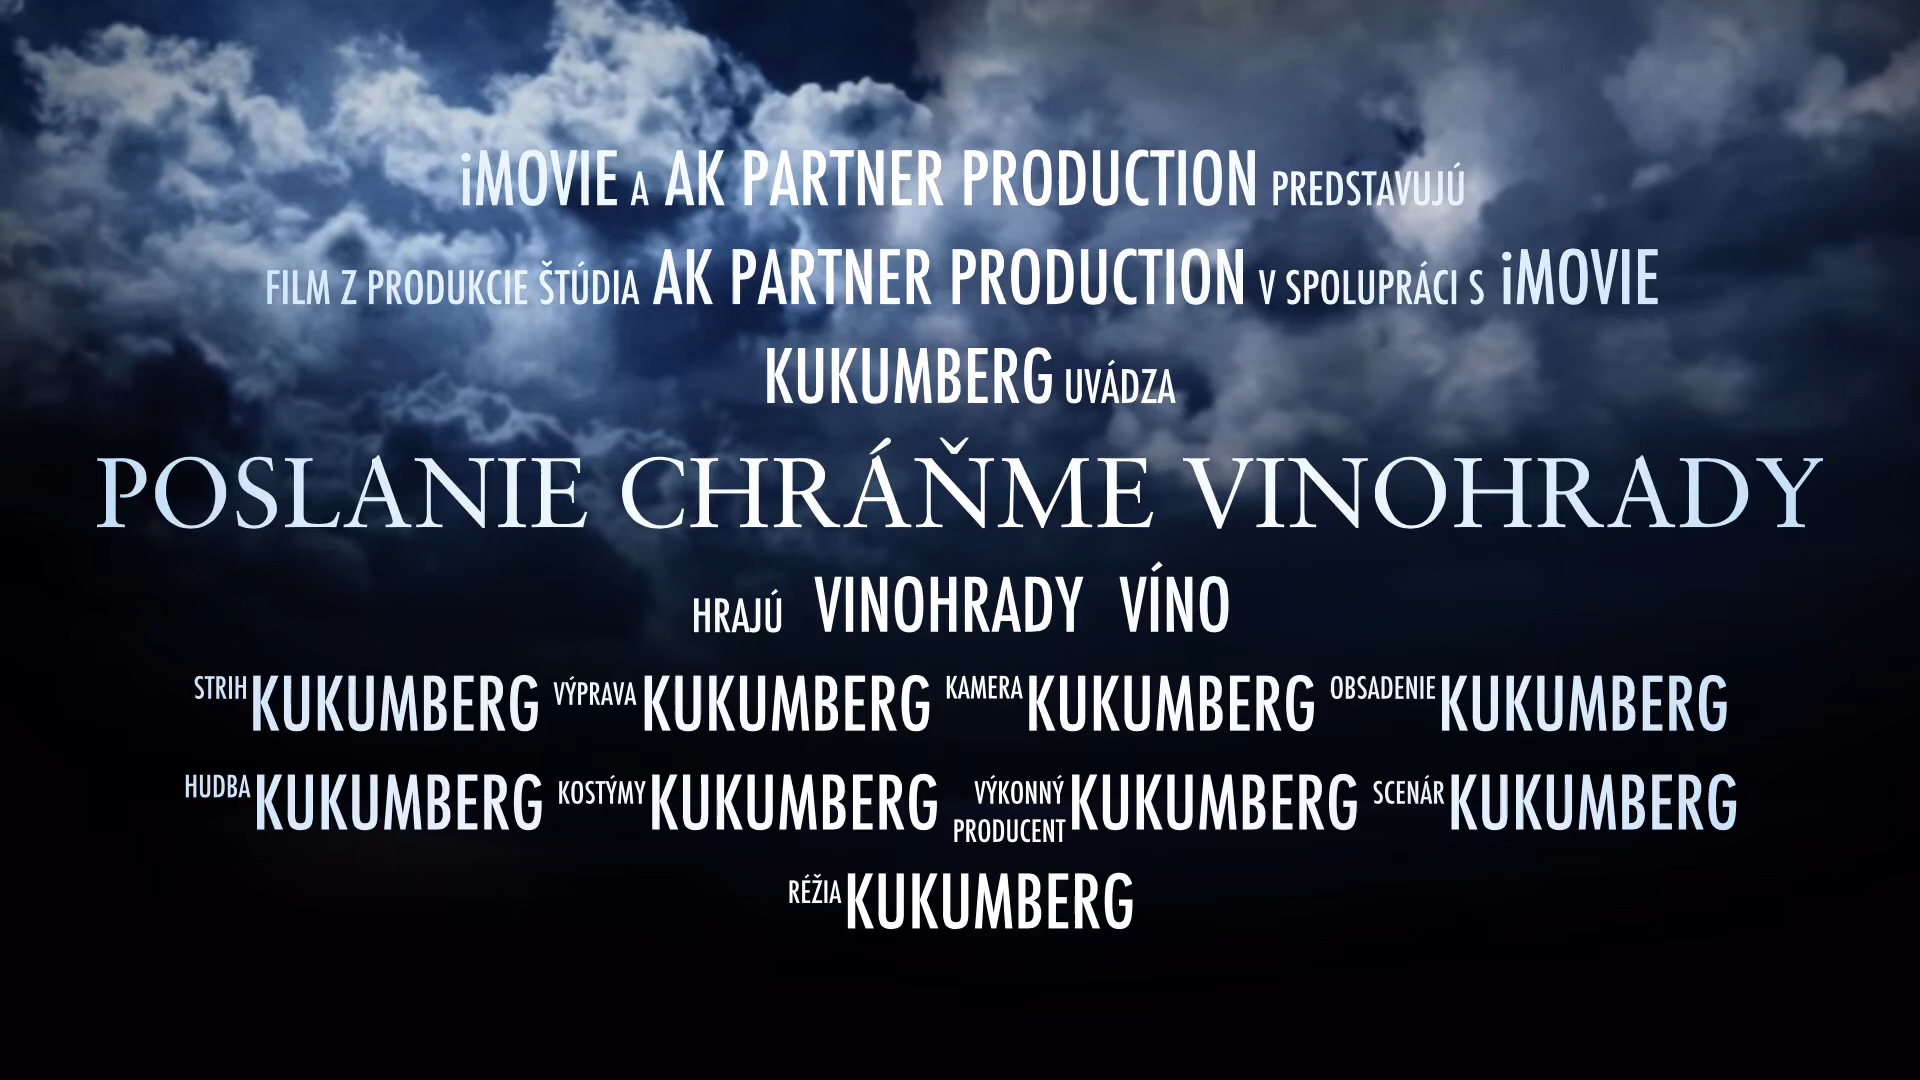 iMOVIE A AK PARTNER PRODUCTION PREDSTAVUJÚ
FILM Z PRODUKCIE ŠTÚDIA AK PARTNER PRODUCTION V SPOLUPRÁCI S iMOVIE
KUKUMBERG UVÁDZA
POSLANIE CHRÁŇME VINOHRADY
HRAJÚ VINOHRADY VÍNO
STRIH KUKUMBERG VÝPRAVA KUKUMBERG KAMERA KUKUMBERG OBSADENIE KUKUMBERG
HUDBA KUKUMBERG KOSTÝMY KUKUMBERG VÝKONNÝ PRODUCENT KUKUMBERG SCENÁR KUKUMBERG
RÉŽIA KUKUMBERG